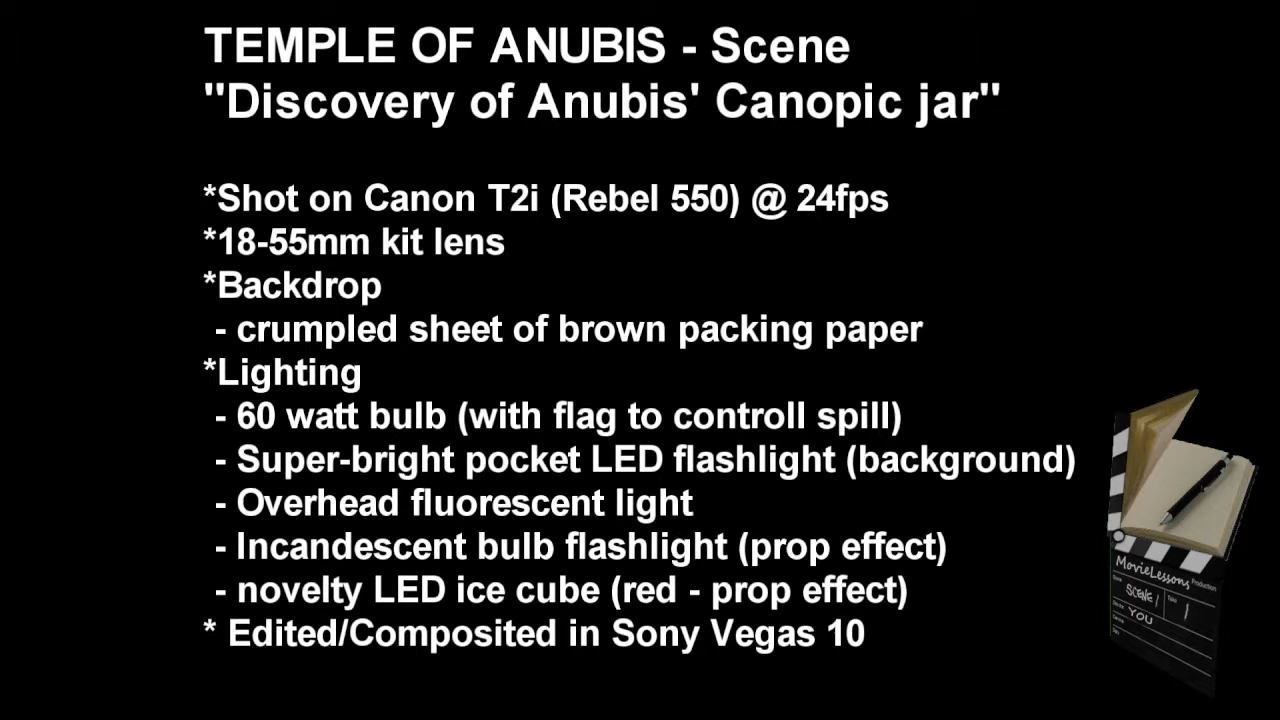 TEMPLE OF ANUBIS - Scene
"Discovery of Anubis' Canopic jar"
*Shot on Canon T2i (Rebel 550) @ 24fps
*18-55mm kit lens
*Backdrop
- crumpled sheet of brown packing paper
*Lighting
- 60 watt bulb (with flag to controll spill)
- Super-bright pocket LED flashlight (background)
- Overhead fluorescent light
- Incandescent bulb flashlight (prop effect)
- novelty LED ice cube (red - prop effect)
* Edited/Composited in Sony Vegas 10
MovieLessons Production
SCENE 1
Take 1
YOU